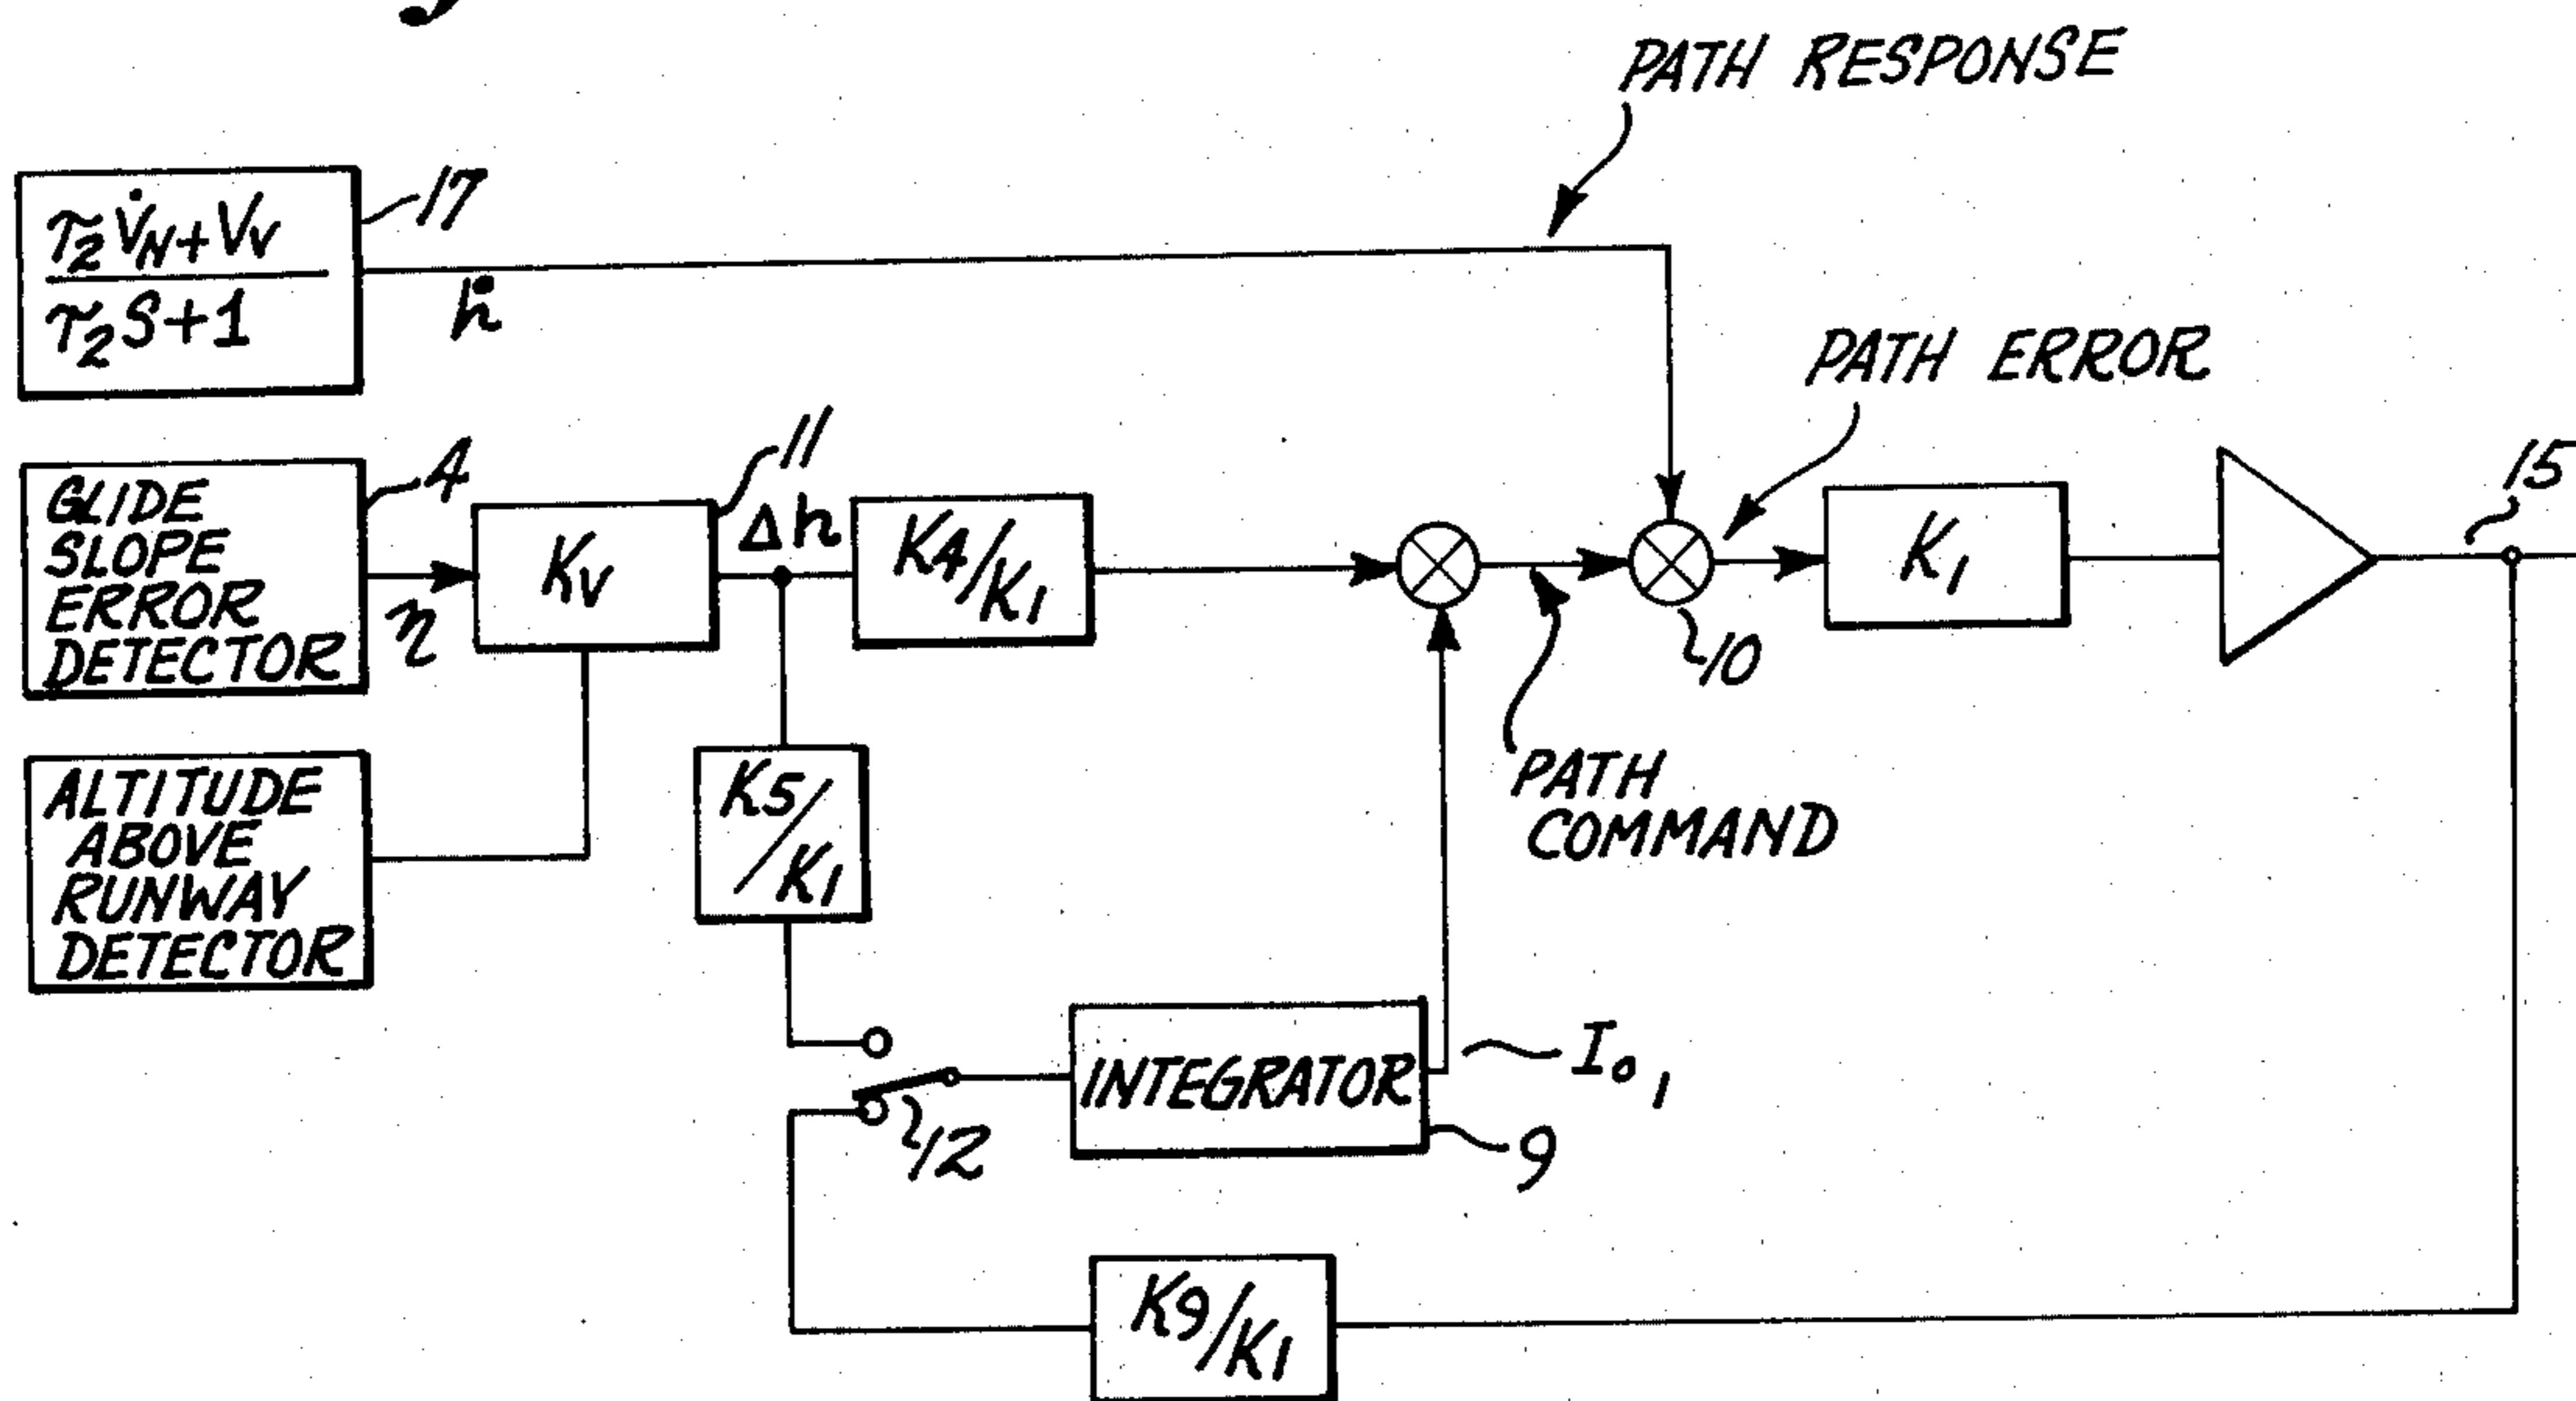 PATH RESPONSE
17
τ₂V̇N+VV
τ₂S+1
ḣ
PATH ERROR
GLIDE
SLOPE
ERROR
DETECTOR
4
η
KV
11
Δh
K4/K1
10
K1
15
PATH
COMMAND
ALTITUDE
ABOVE
RUNWAY
DETECTOR
K5/K1
12
INTEGRATOR
I₀₁
9
K9/K1